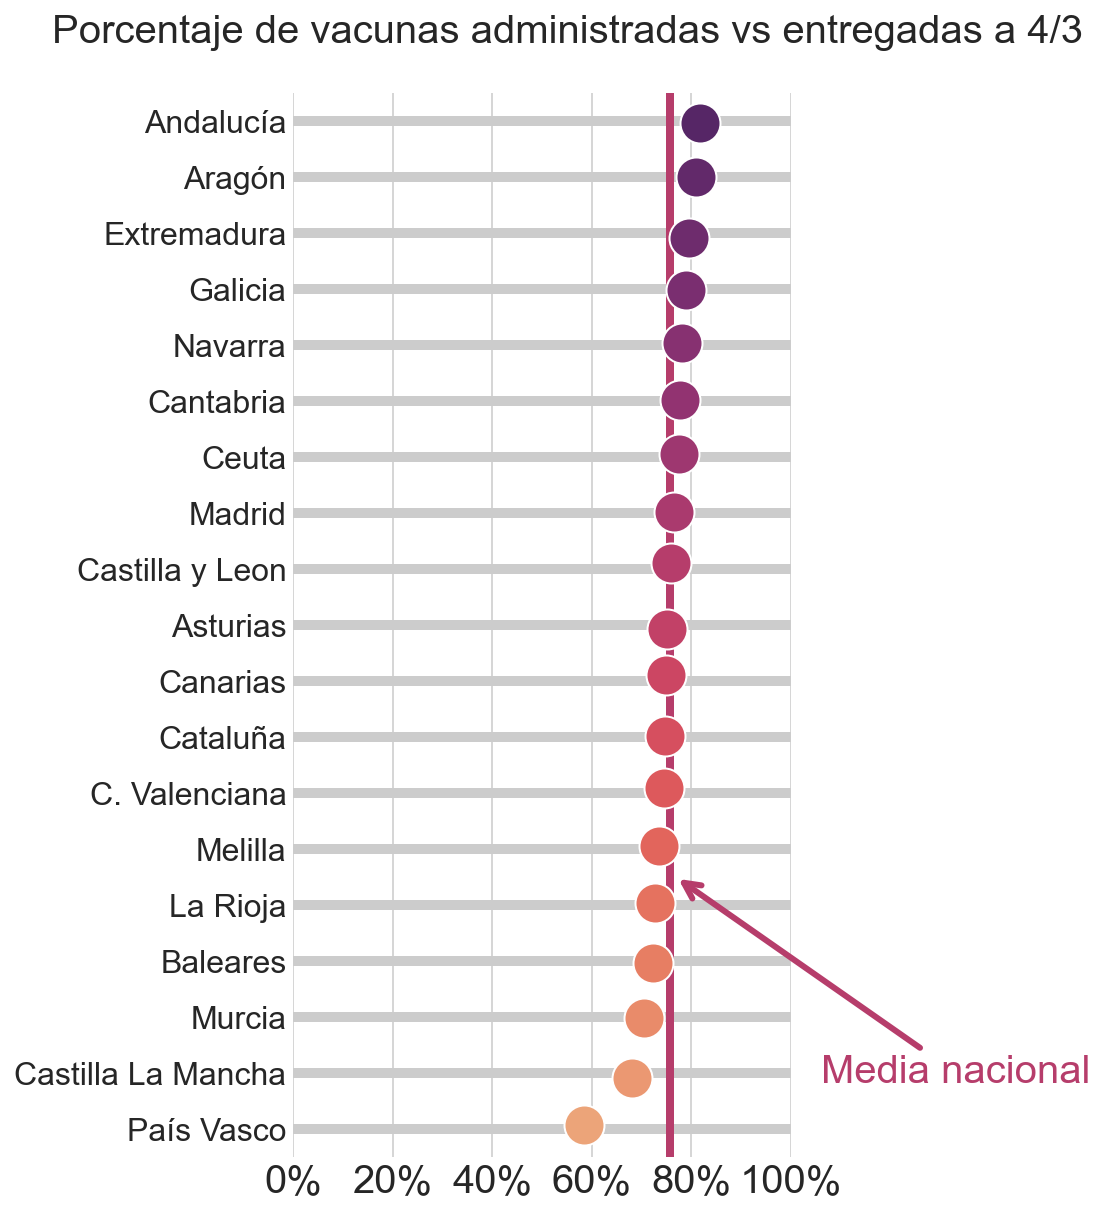 Porcentaje de vacunas administradas vs entregadas a 4/3
Andalucía
Aragón
Extremadura
Galicia
Navarra
Cantabria
Ceuta
Madrid
Castilla y Leon
Asturias
Canarias
Cataluña
C. Valenciana
Melilla
La Rioja
Baleares
Murcia
Media nacional
Castilla La Mancha
País Vasco
0% 20% 40% 60% 80% 100%